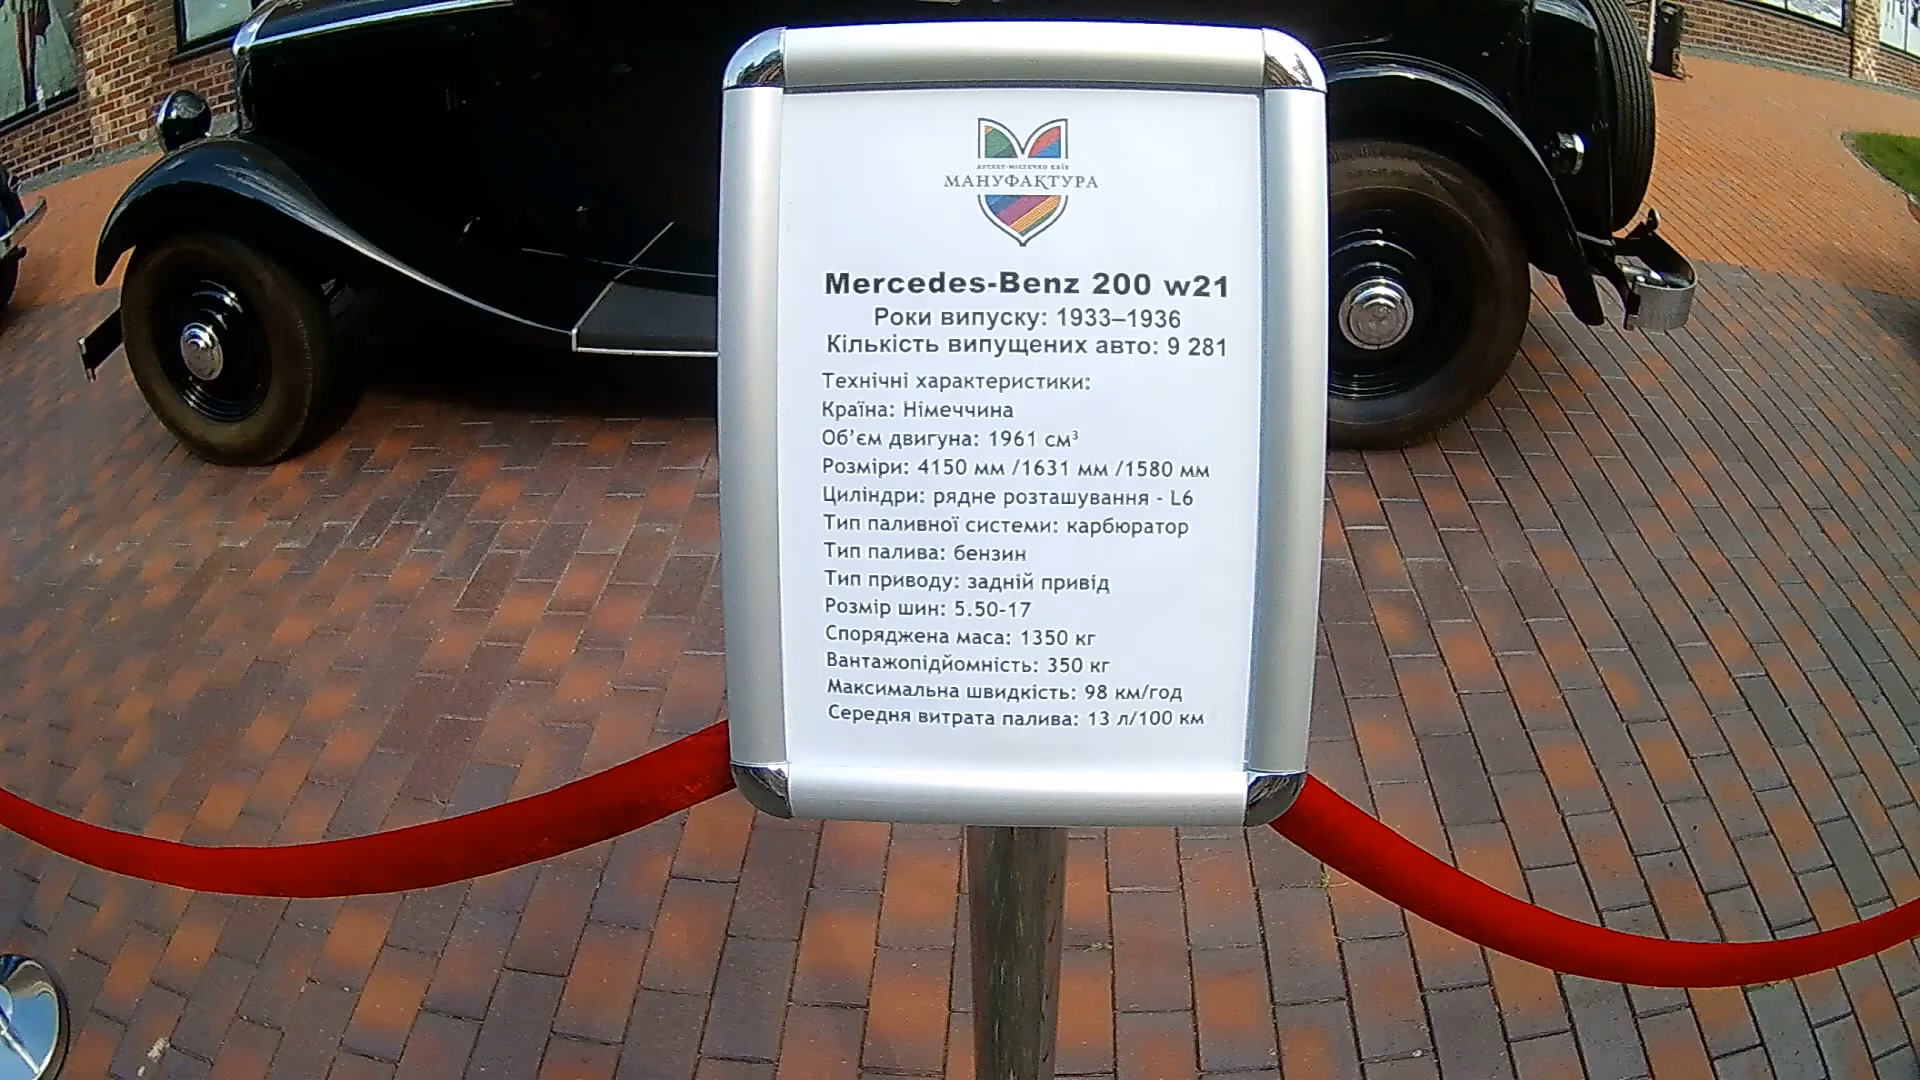 АУТЛЕТ-МІСТЕЧКО КИЇВ
МАНУФАКТУРА
Mercedes-Benz 200 w21
Роки випуску: 1933–1936
Кількість випущених авто: 9 281
Технічні характеристики:
Країна: Німеччина
Об’єм двигуна: 1961 см³
Розміри: 4150 мм /1631 мм /1580 мм
Циліндри: рядне розташування - L6
Тип паливної системи: карбюратор
Тип палива: бензин
Тип приводу: задній привід
Розмір шин: 5.50-17
Споряджена маса: 1350 кг
Вантажопідйомність: 350 кг
Максимальна швидкість: 98 км/год
Середня витрата палива: 13 л/100 км